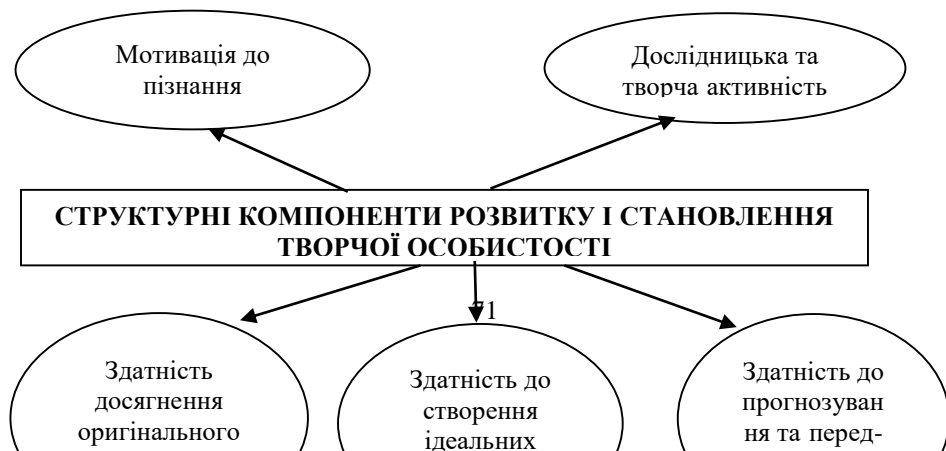 Мотивація до
пізнання
Дослідницька та
творча активність
СТРУКТУРНІ КОМПОНЕНТИ РОЗВИТКУ І СТАНОВЛЕННЯ
ТВОРЧОЇ ОСОБИСТОСТІ
71
Здатність
досягнення
оригінального
Здатність до
створення
ідеальних
Здатність до
прогнозуван
ня та перед-